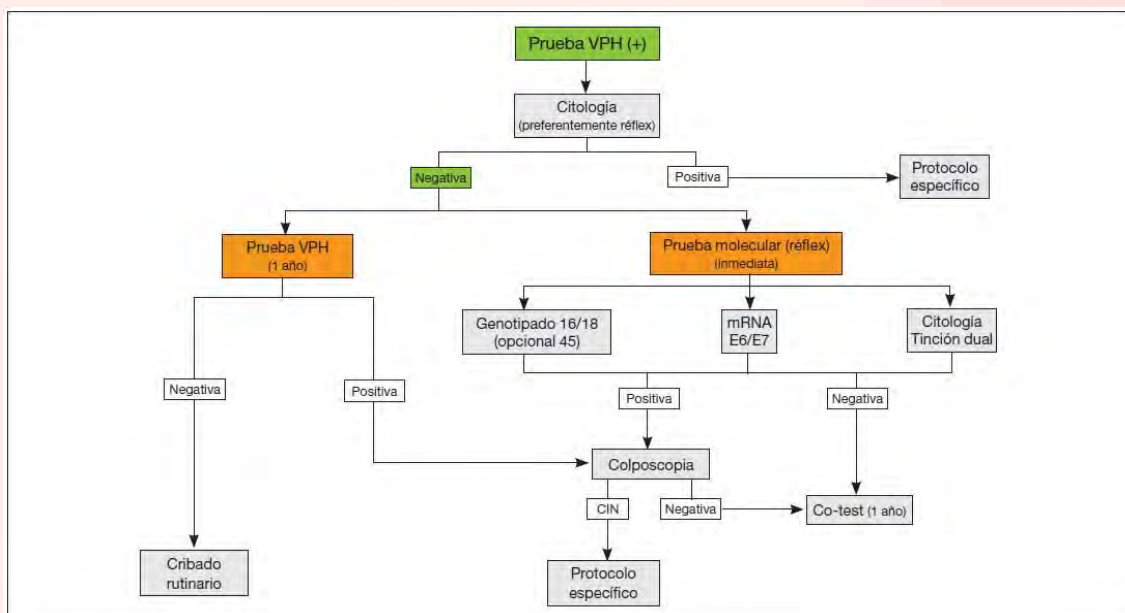 Prueba VPH (+)
Citología
(preferentemente réflex)
Negativa
Positiva
Protocolo
específico
Prueba VPH
(1 año)
Prueba molecular (réflex)
(inmediata)
Genotipado 16/18
(opcional 45)
mRNA
E6/E7
Citología
Tinción dual
Negativa
Positiva
Positiva
Negativa
Colposcopia
CIN
Negativa
Co-test (1 año)
Cribado
rutinario
Protocolo
específico